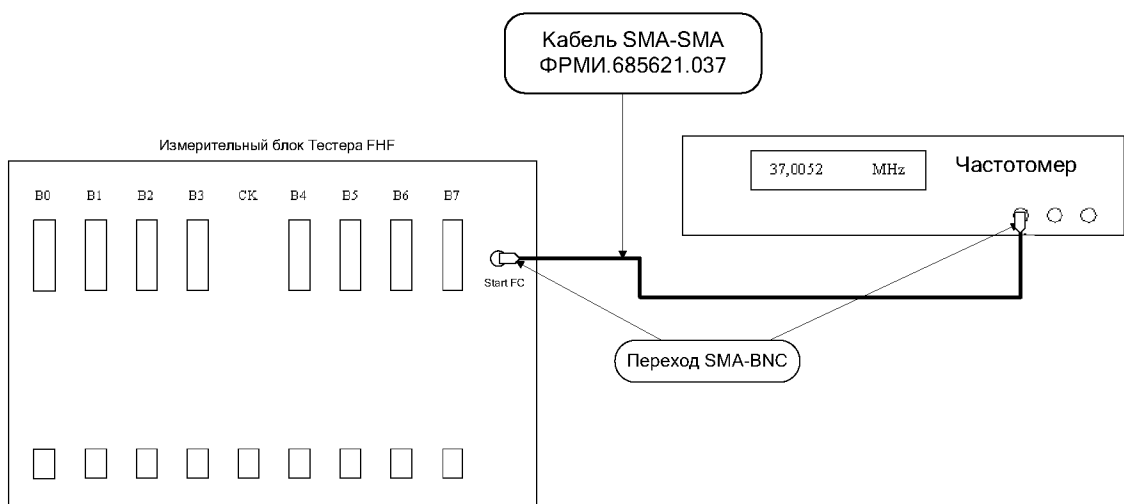 Кабель SMA-SMA
ФРМИ.685621.037
Измерительный блок Тестера FHF
37,0052 MHz
Частотомер
B0 B1 B2 B3 CK B4 B5 B6 B7
Start FC
Переход SMA-BNC